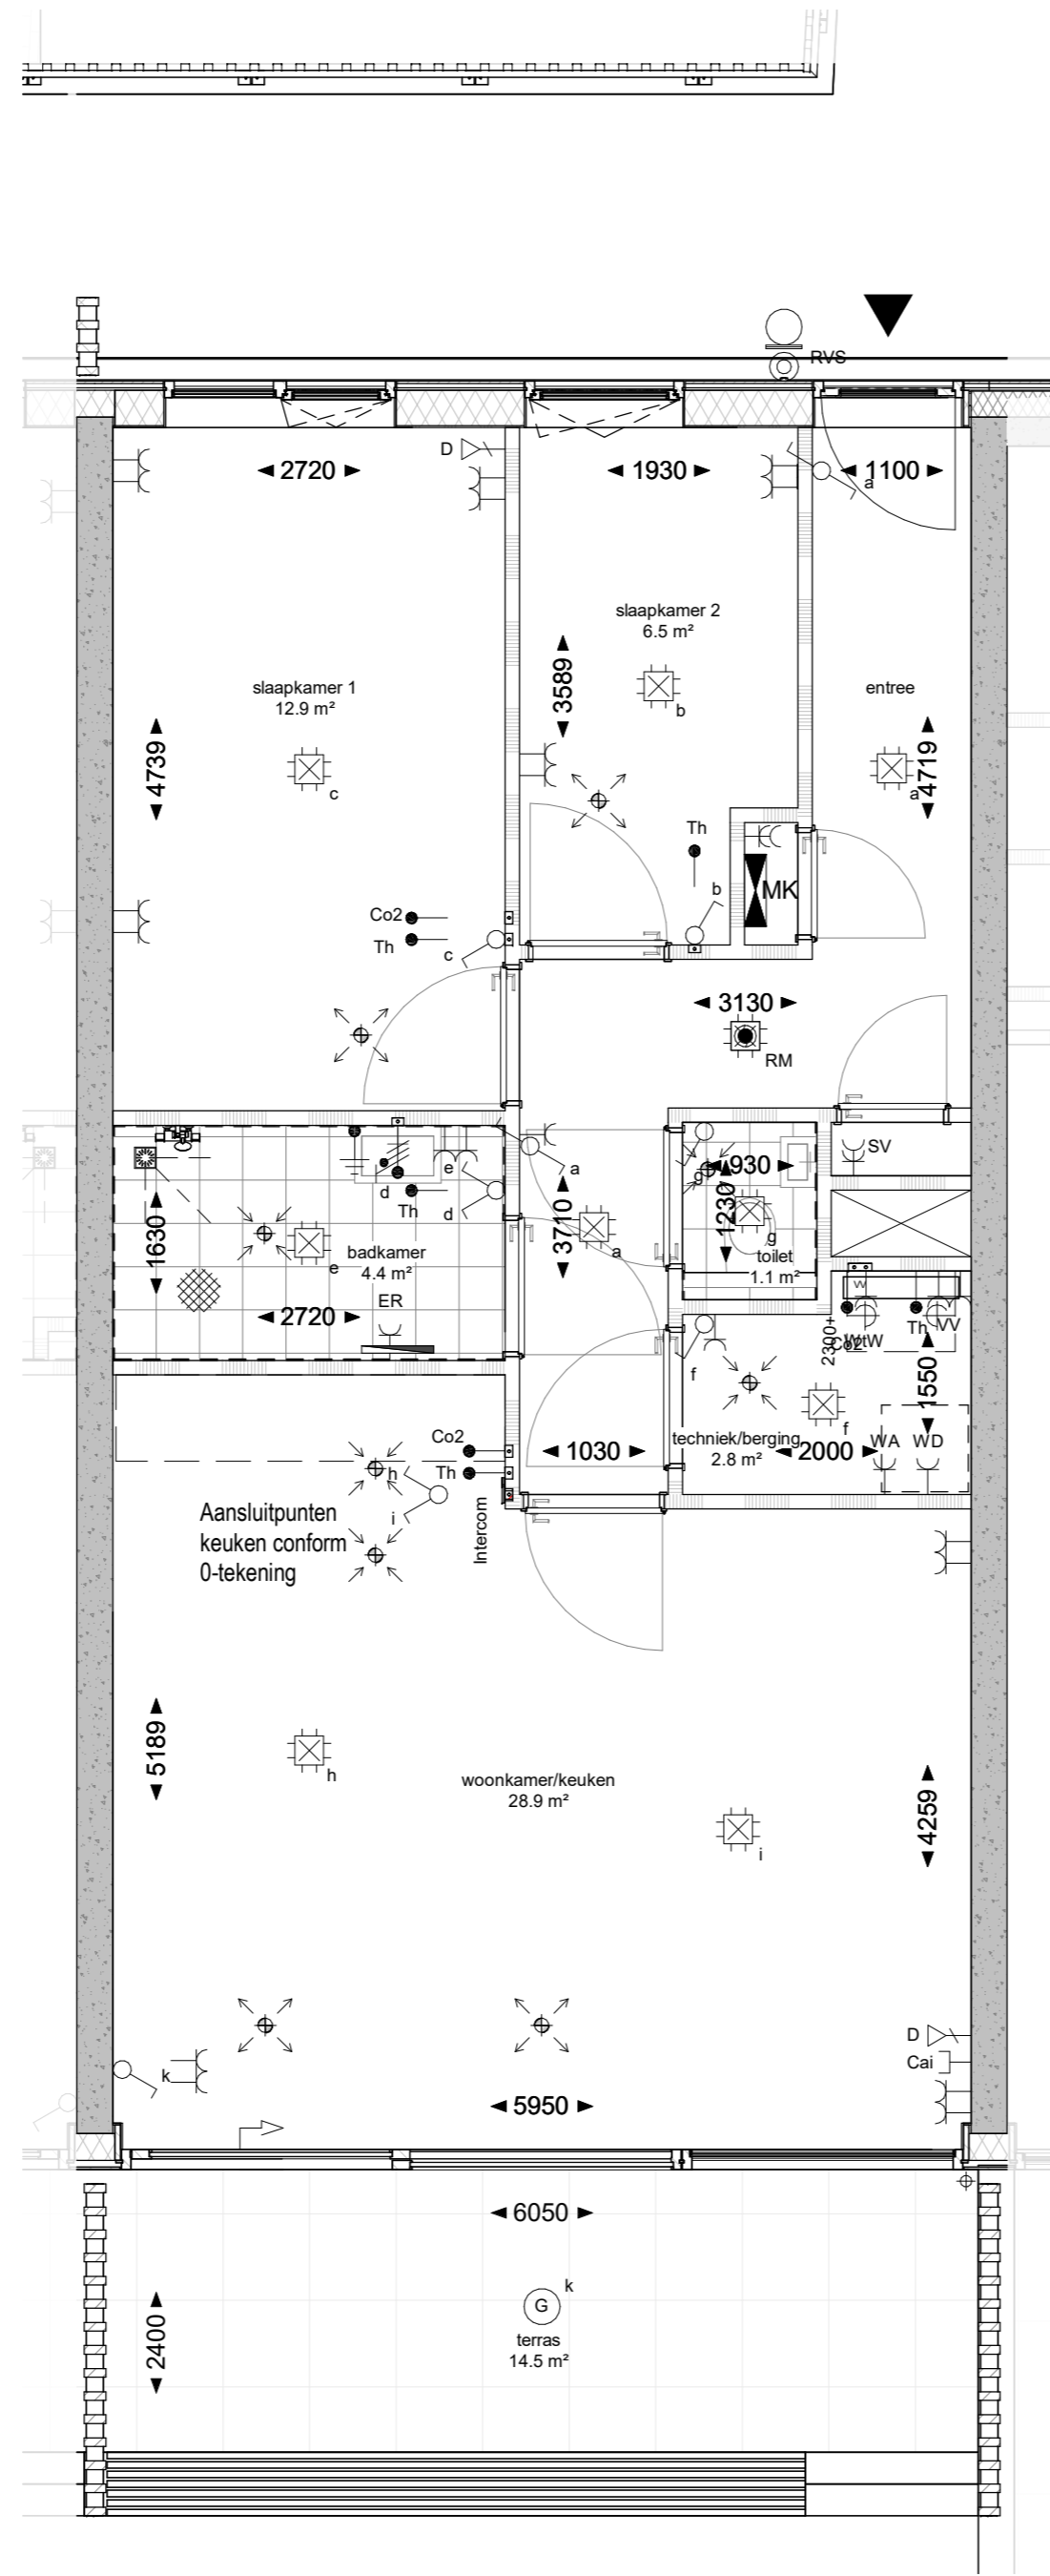 RVS
D
2720
1930
1100
a
slaapkamer 2
6.5 m²
slaapkamer 1
12.9 m²
entree
3589
b
4739
c
4719
a
Th
b
MK
Co2
Th
c
3130
RM
SV
a
e
d
Th
d
930
g
1230
g
toilet
1.1 m²
3710
a
1630
badkamer
4.4 m²
e
ER
2720
W
Th
VV
WtW
Co2
2300+
1550
f
f
techniek/berging
2.8 m²
2000
WA
WD
Co2
Th
1030
h
i
Intercom
Aansluitpunten
keuken conform
0-tekening
5189
h
woonkamer/keuken
28.9 m²
4259
i
D
Cai
k
5950
6050
k
G
terras
14.5 m²
2400